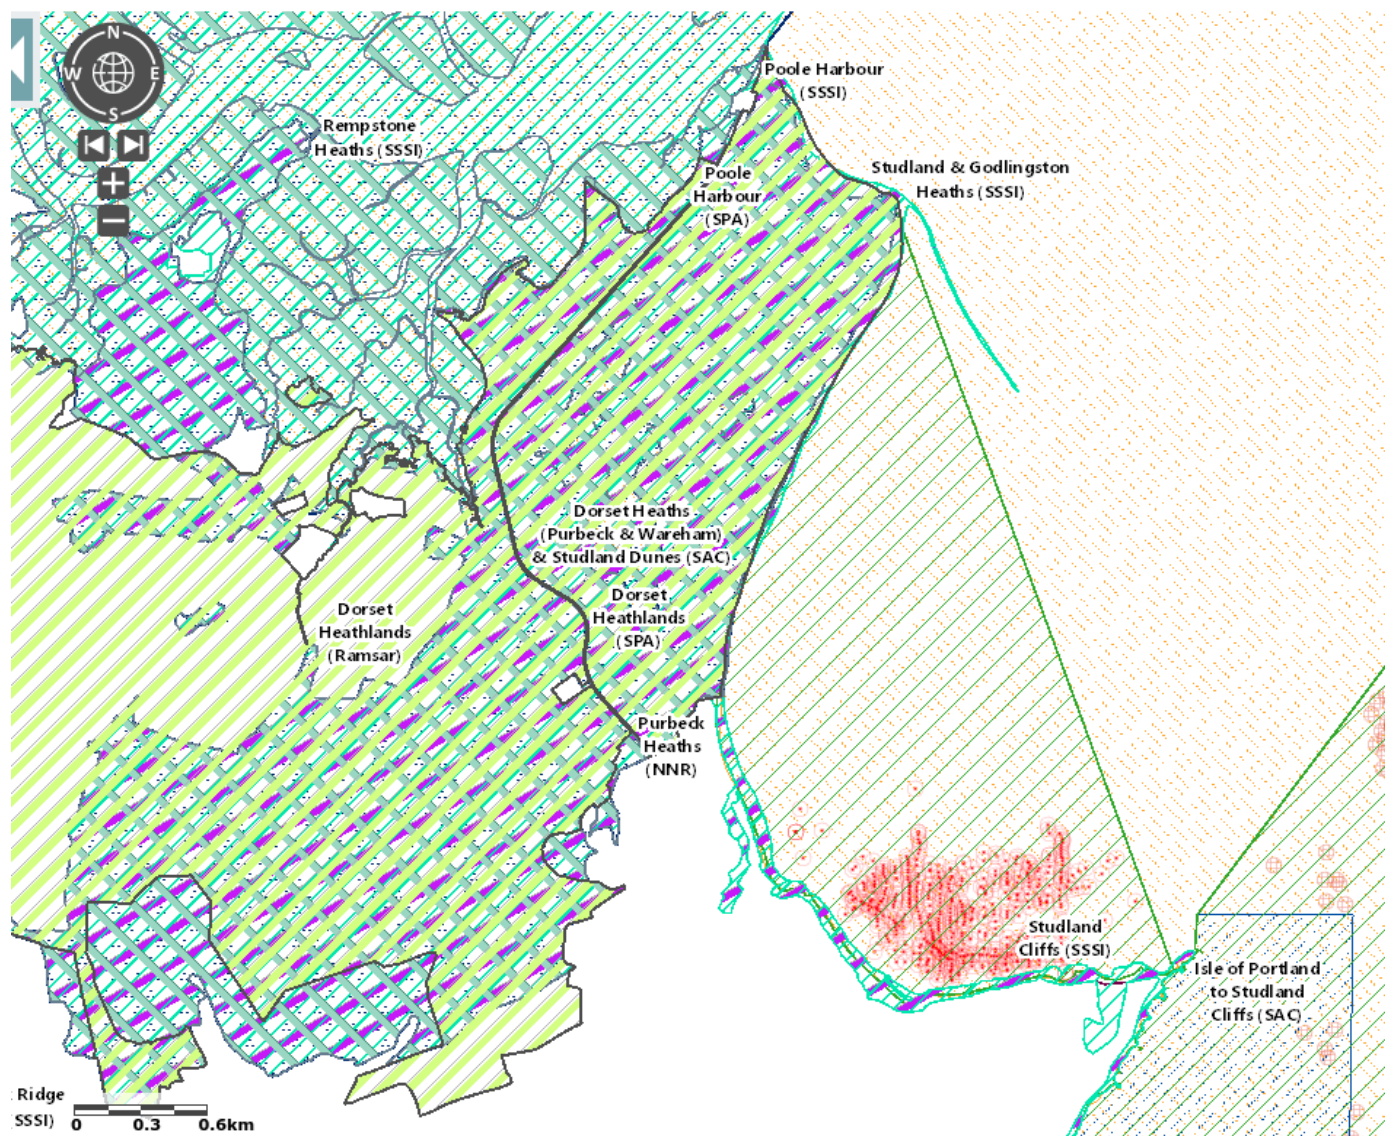 N
W
E
S
Poole Harbour
(SSSI)
Rempstone
Heaths (SSSI)
Studland & Godlingston
Heaths (SSSI)
Poole
Harbour
(SPA)
Dorset Heaths
(Purbeck & Wareham)
& Studland Dunes (SAC)
Dorset
Heathlands
(SPA)
Dorset
Heathlands
(Ramsar)
Purbeck
Heaths
(NNR)
Studland
Cliffs (SSSI)
Isle of Portland
to Studland
Cliffs (SAC)
Ridge
SSSI)
0 0.3 0.6km